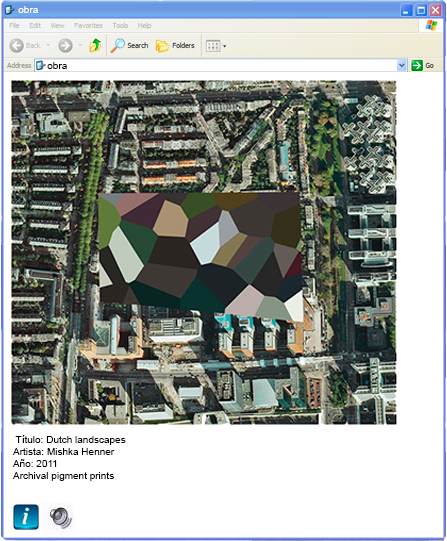 obra
File Edit View Favorites Tools Help
Back Search Folders
Address obra Go
Título: Dutch landscapes
Artista: Mishka Henner
Año: 2011
Archival pigment prints